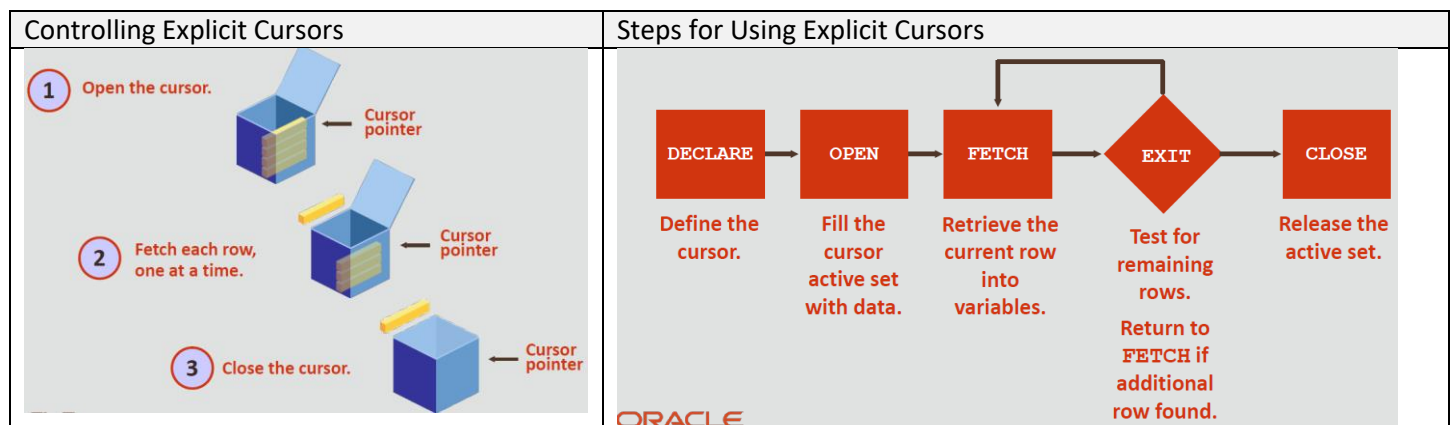 Controlling Explicit Cursors
1
Open the cursor.
Cursor
pointer
2
Fetch each row,
one at a time.
Cursor
pointer
3
Close the cursor.
Cursor
pointer
Steps for Using Explicit Cursors
DECLARE
OPEN
FETCH
EXIT
CLOSE
Define the
cursor.
Fill the
cursor
active set
with data.
Retrieve the
current row
into
variables.
Test for
remaining
rows.
Return to
FETCH if
additional
row found.
Release the
active set.
ORACLE